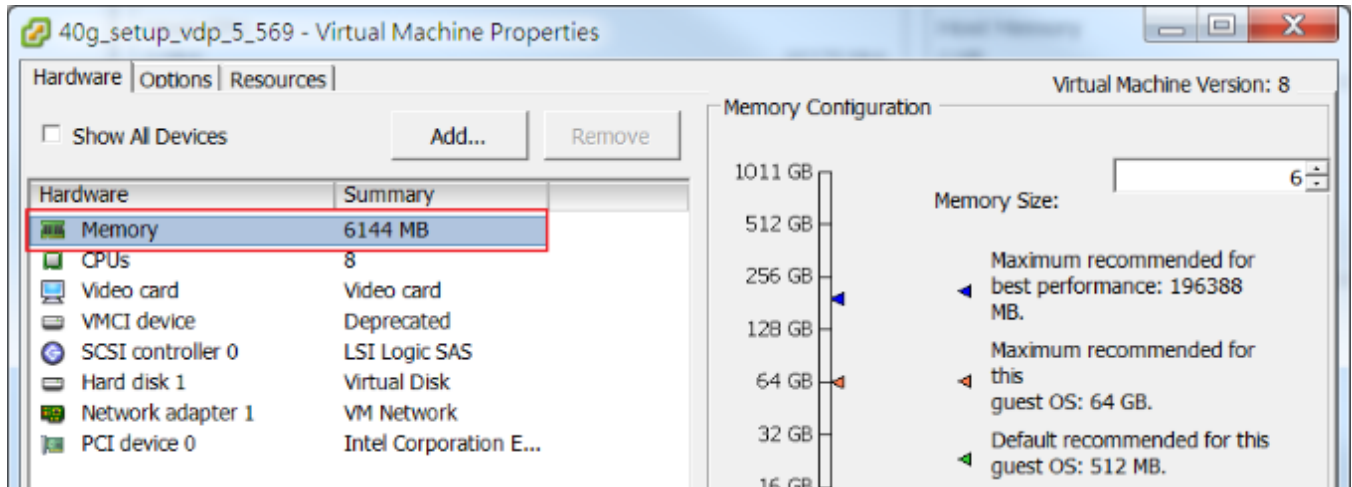 40g_setup_vdp_5_569 - Virtual Machine Properties
Hardware Options Resources
Virtual Machine Version: 8
Show All Devices
Add...
Remove
Hardware Summary
Memory 6144 MB
CPUs 8
Video card Video card
VMCI device Deprecated
SCSI controller 0 LSI Logic SAS
Hard disk 1 Virtual Disk
Network adapter 1 VM Network
PCI device 0 Intel Corporation E...
Memory Configuration
1011 GB
512 GB
256 GB
128 GB
64 GB
32 GB
16 GB
6
Memory Size:
Maximum recommended for
best performance: 196388
MB.
Maximum recommended for
this
guest OS: 64 GB.
Default recommended for this
guest OS: 512 MB.